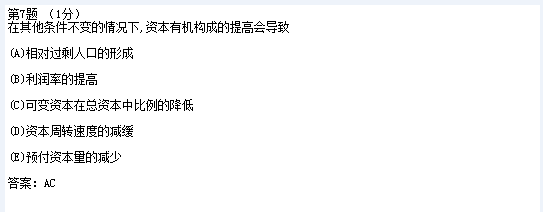 第7题 （1分）
在其他条件不变的情况下,资本有机构成的提高会导致
(A)相对过剩人口的形成
(B)利润率的提高
(C)可变资本在总资本中比例的降低
(D)资本周转速度的减缓
(E)预付资本量的减少
答案：AC